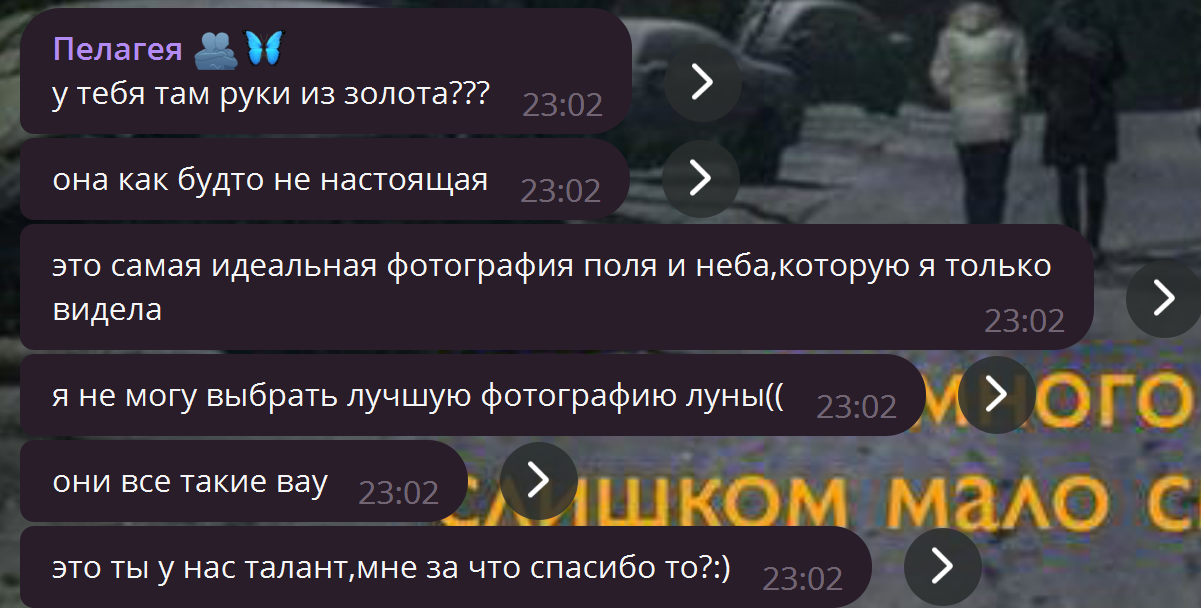 Пелагея 🫂🦋
у тебя там руки из золота??? 23:02
она как будто не настоящая 23:02
это самая идеальная фотография поля и неба,которую я только
видела 23:02
я не могу выбрать лучшую фотографию луны(( 23:02
много
они все такие вау 23:02
слишком мало с
это ты у нас талант,мне за что спасибо то?:) 23:02